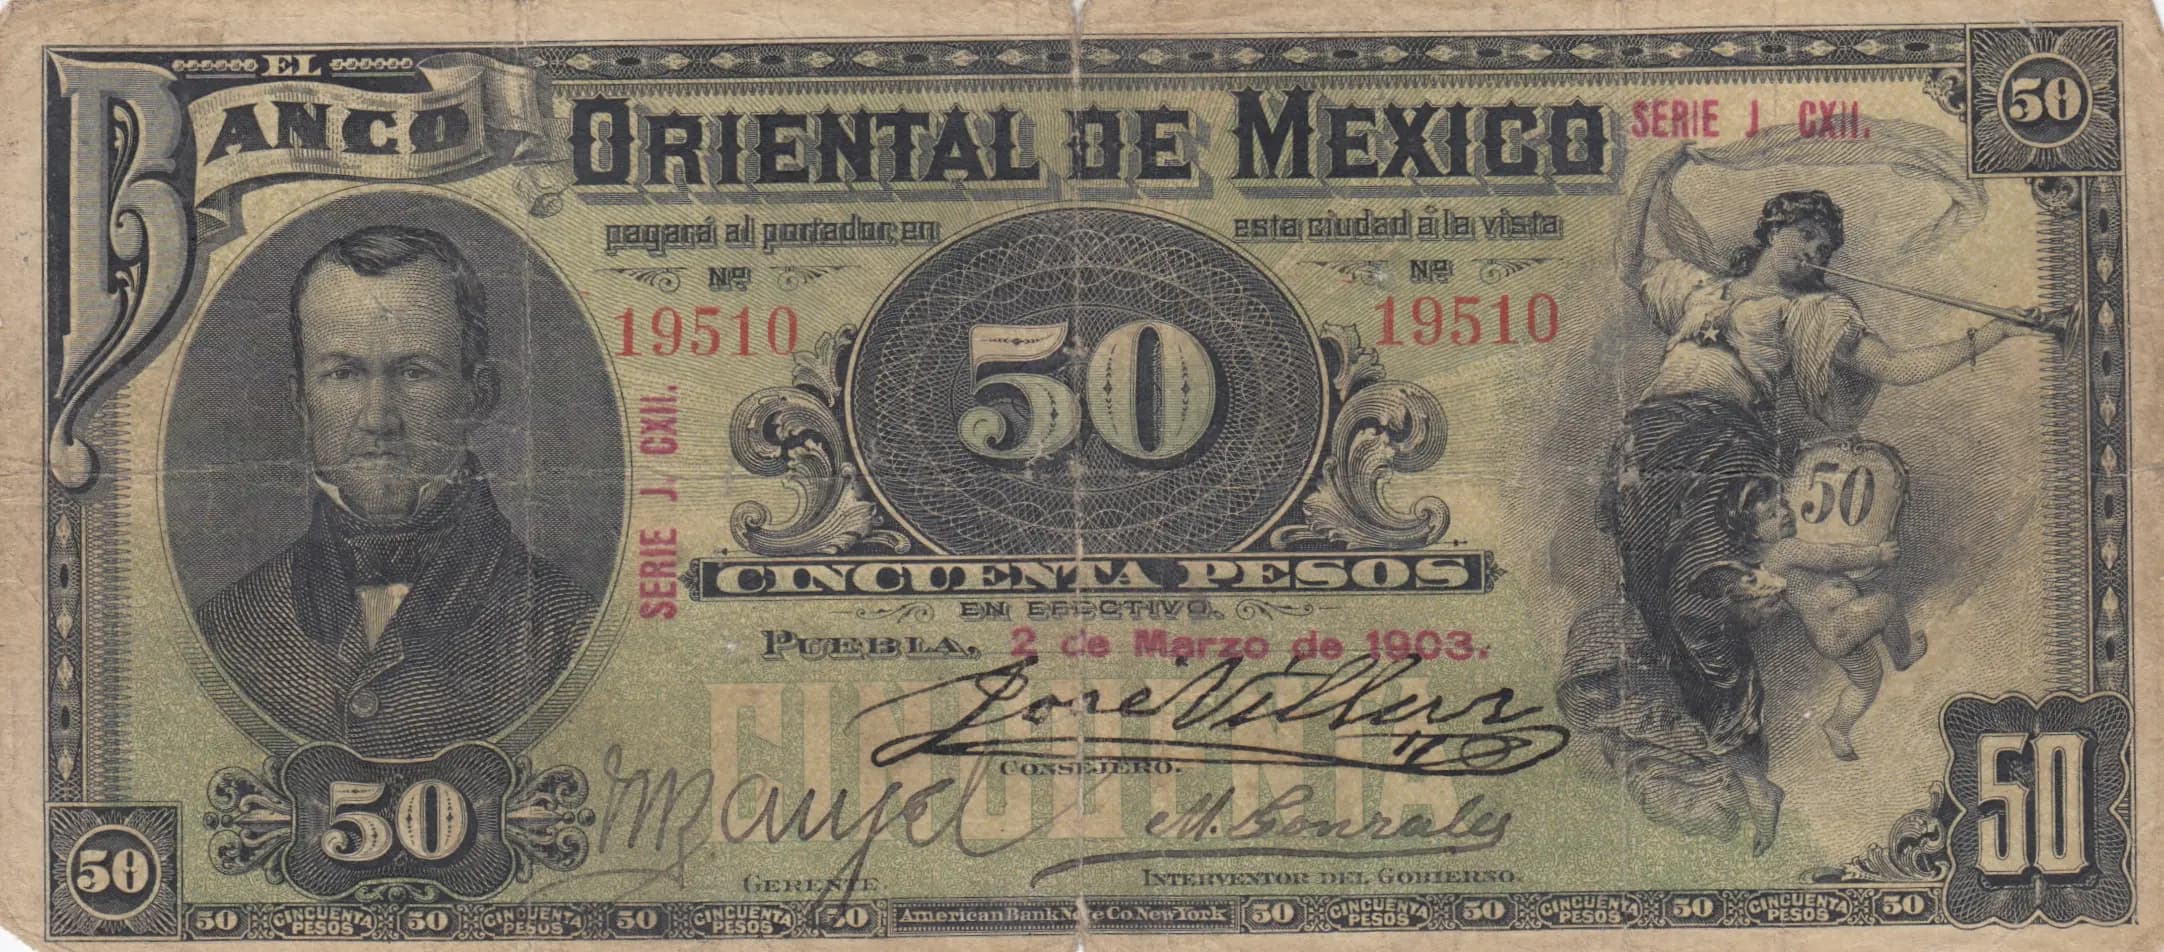 EL
BANCO
ORIENTAL DE MEXICO
SERIE J CXII.
50
pagará al portador, en
esta ciudad á la vista
Nº
Nº
19510
19510
50
SERIE J. CXII.
50
CINCUENTA PESOS
EN EFECTIVO.
PUEBLA, 2 de Marzo de 1903.
CINCUENTA
CONSEJERO.
M. Gonzales
50
50
50
GERENTE.
INTERVENTOR DEL GOBIERNO.
50 CINCUENTA PESOS 50 CINCUENTA PESOS 50 CINCUENTA PESOS 50 American Bank Note Co. New York 50 CINCUENTA PESOS 50 CINCUENTA PESOS 50 CINCUENTA PESOS 50